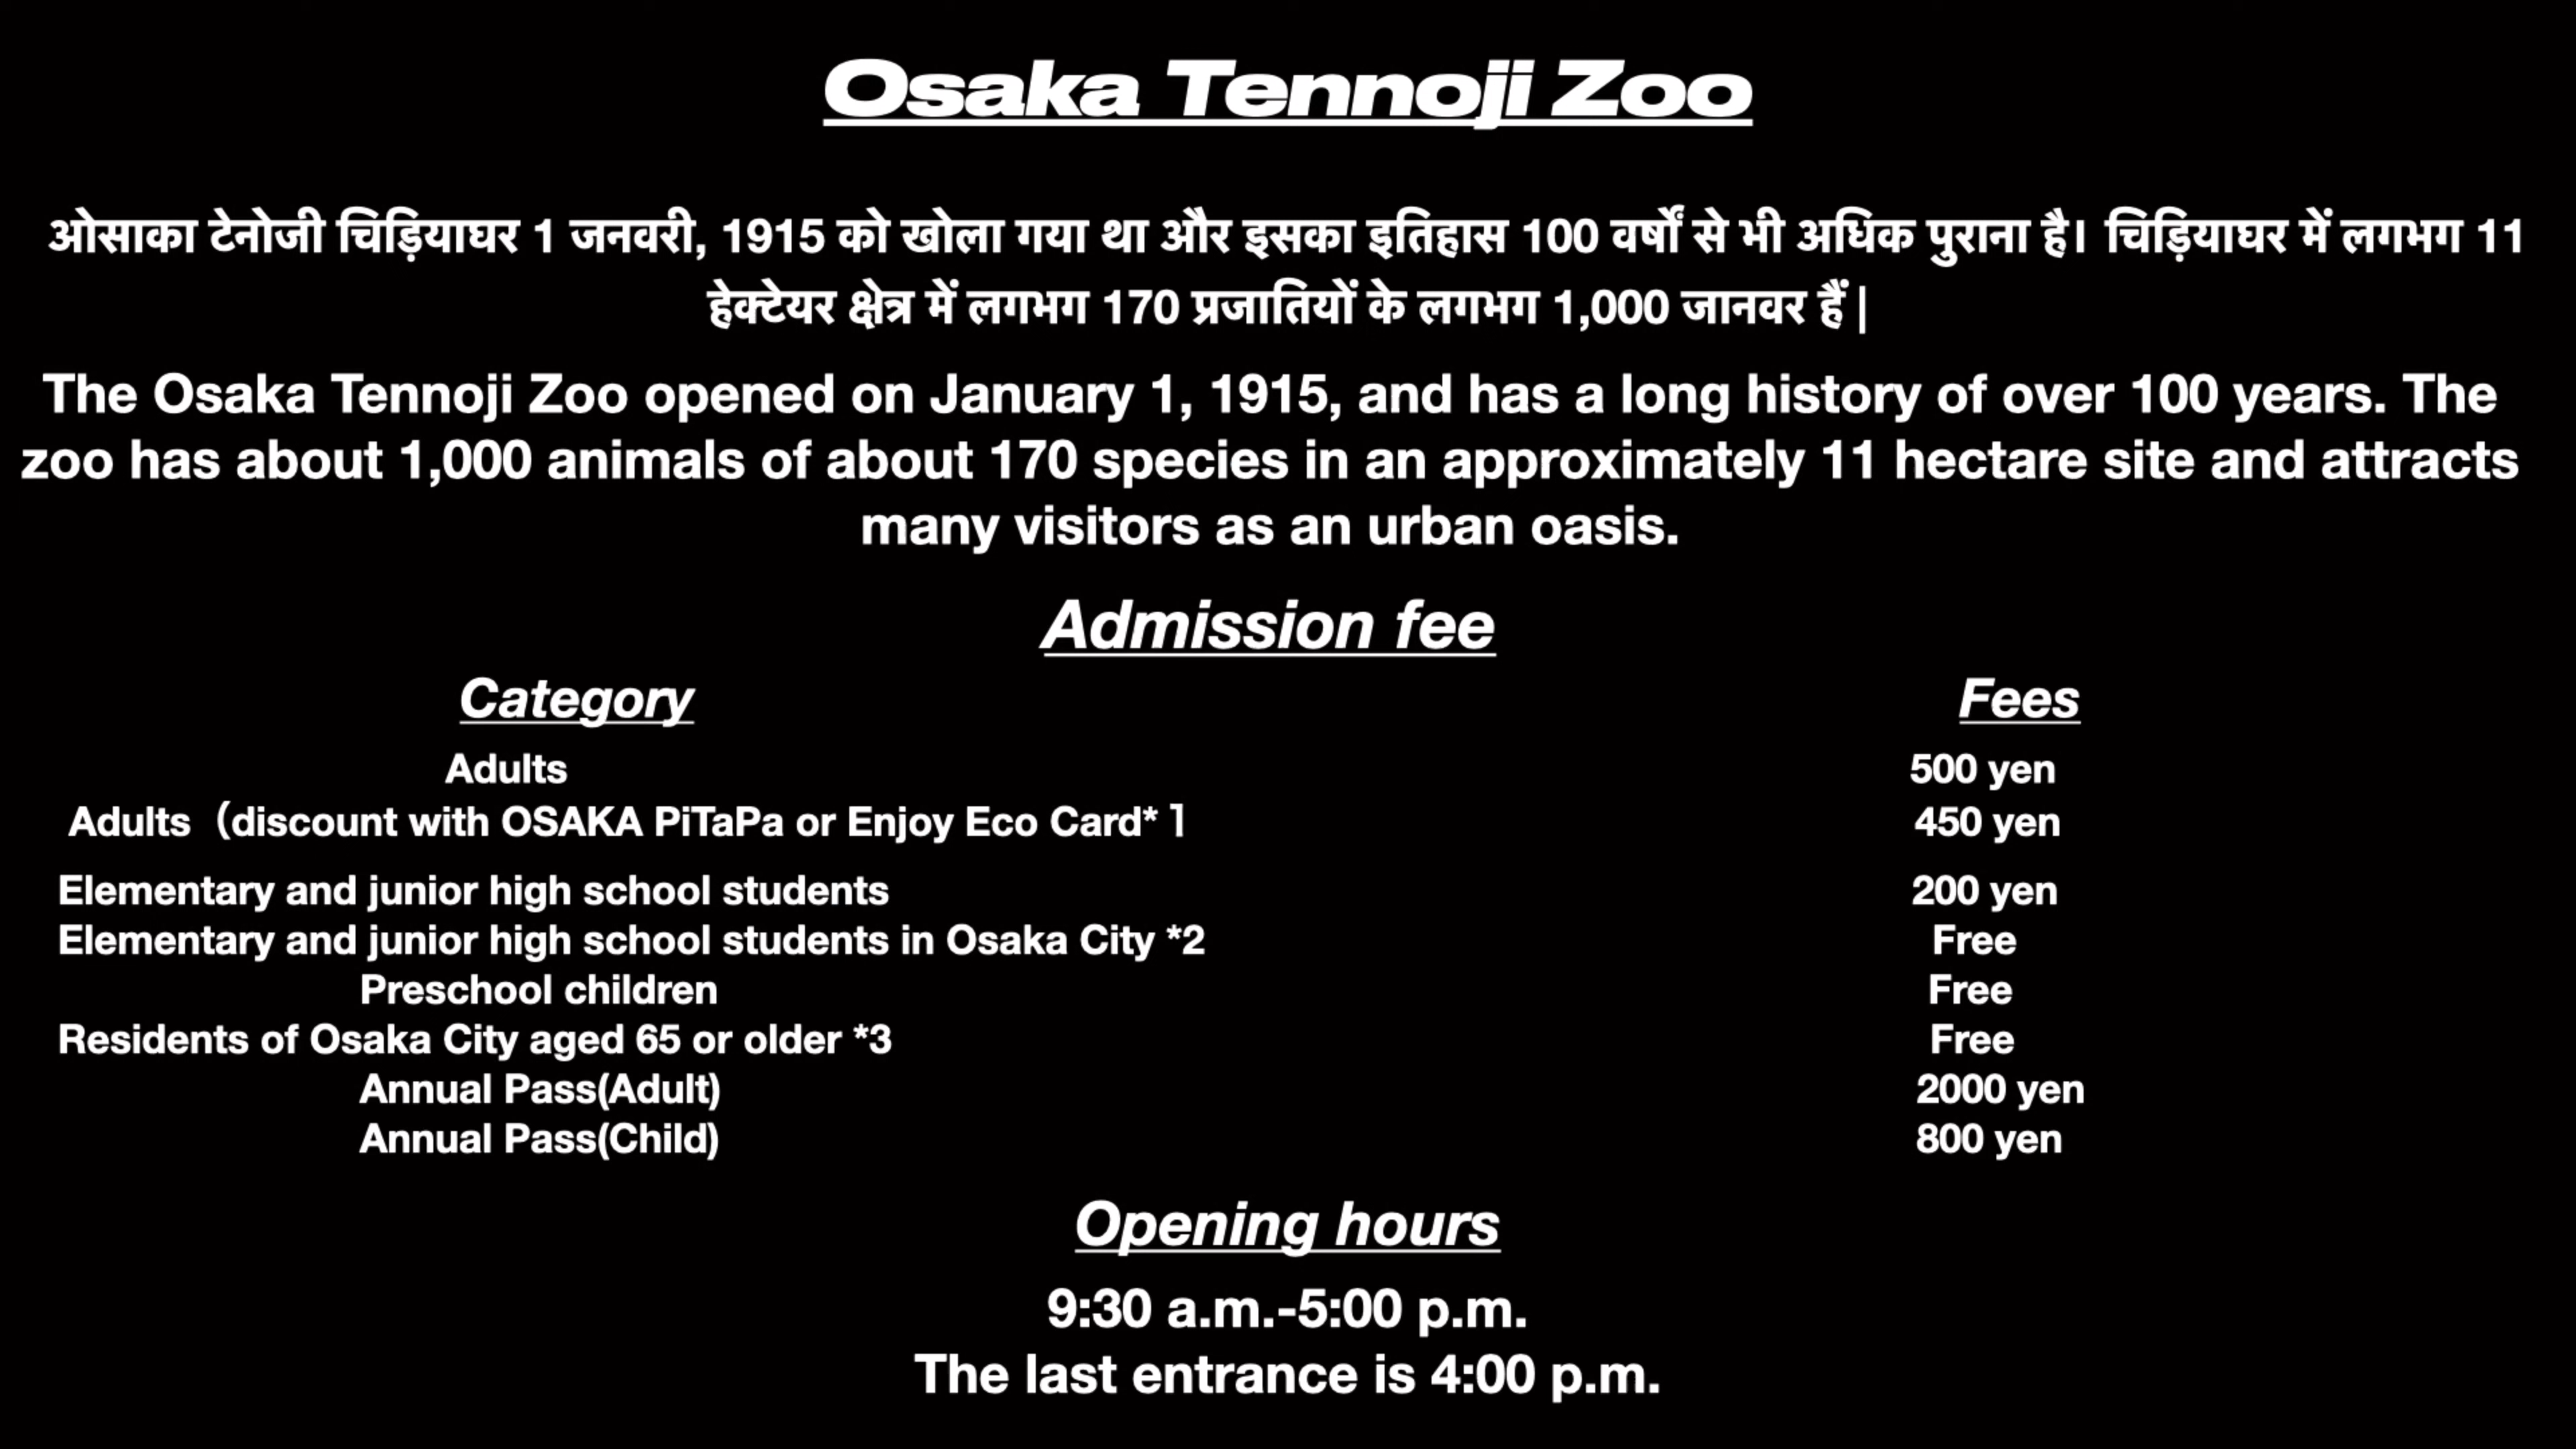 Osaka Tennoji Zoo
ओसाका टेनोजी चिड़ियाघर 1 जनवरी, 1915 को खोला गया था और इसका इतिहास 100 वर्षों से भी अधिक पुराना है। चिड़ियाघर में लगभग 11
हेक्टेयर क्षेत्र में लगभग 170 प्रजातियों के लगभग 1,000 जानवर हैं |
The Osaka Tennoji Zoo opened on January 1, 1915, and has a long history of over 100 years. The
zoo has about 1,000 animals of about 170 species in an approximately 11 hectare site and attracts
many visitors as an urban oasis.
Admission fee
Category Fees
Adults 500 yen
Adults（discount with OSAKA PiTaPa or Enjoy Eco Card*１ 450 yen
Elementary and junior high school students 200 yen
Elementary and junior high school students in Osaka City *2 Free
Preschool children Free
Residents of Osaka City aged 65 or older *3 Free
Annual Pass(Adult) 2000 yen
Annual Pass(Child) 800 yen
Opening hours
9:30 a.m.-5:00 p.m.
The last entrance is 4:00 p.m.